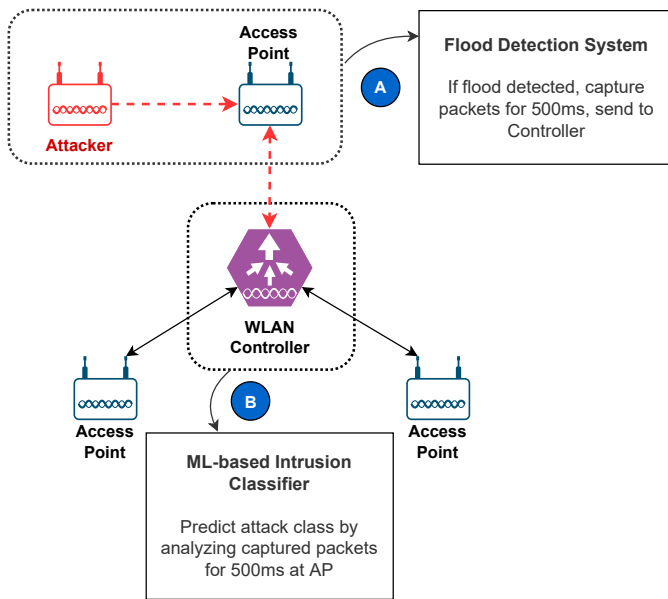 Access
Point
Attacker
A
Flood Detection System
If flood detected, capture
packets for 500ms, send to
Controller
WLAN
Controller
Access
Point
Access
Point
B
ML-based Intrusion
Classifier
Predict attack class by
analyzing captured packets
for 500ms at AP